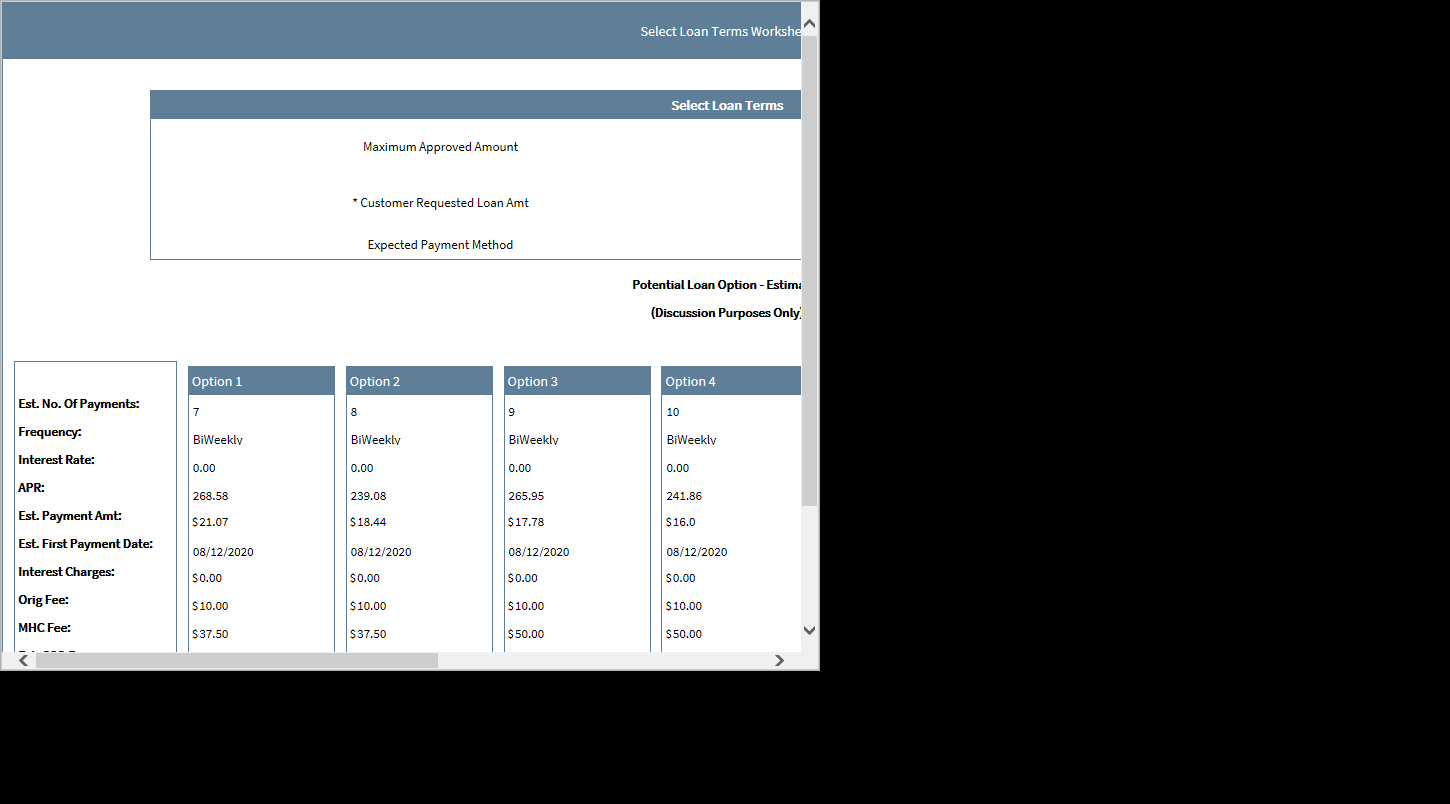 Select Loan Terms
Select Loan Terms
Maximum Approved Amount
* Customer Requested Loan Amt
Expected Payment Method
Potential Loan Option -
(Discussion Purposes Only)
Option 1 Option 2 Option 3 Option 4
Est. No. Of Payments: 7 8 9 10
Frequency: BiWeekly BiWeekly BiWeekly BiWeekly
Interest Rate: 0.00 0.00 0.00 0.00
APR: 268.58 239.08 265.95 241.86
Est. Payment Amt: $21.07 $18.44 $17.78 $16.0
Est. First Payment Date: 08/12/2020 08/12/2020 08/12/2020 08/12/2020
Interest Charges: $0.00 $0.00 $0.00 $0.00
Orig Fee: $10.00 $10.00 $10.00 $10.00
MHC Fee: $37.50 $37.50 $50.00 $50.00